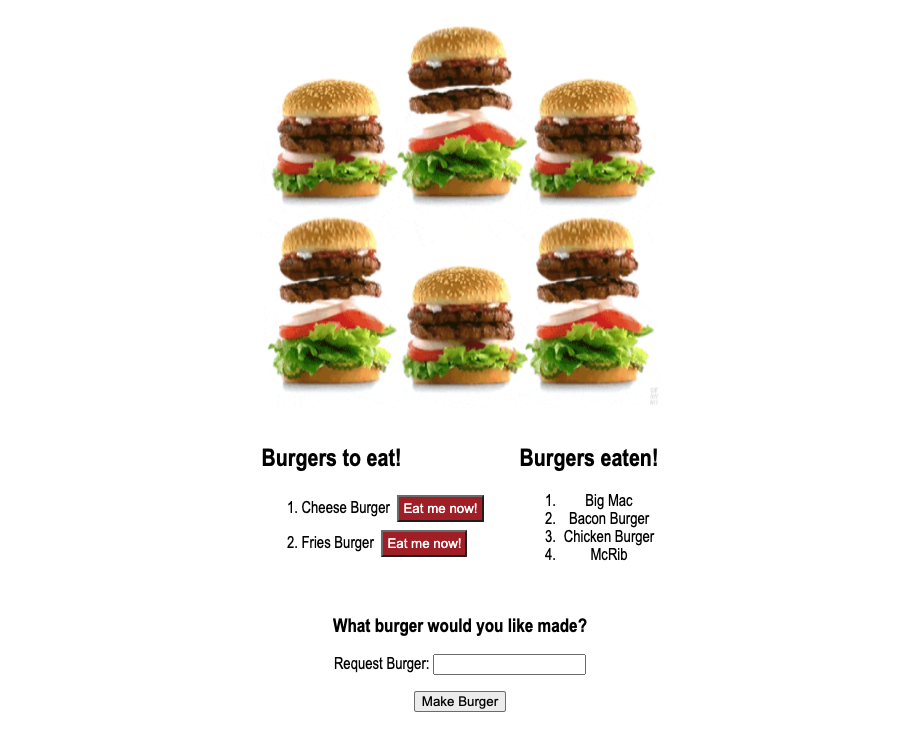 Burgers to eat!
1. Cheese Burger Eat me now!
2. Fries Burger Eat me now!
Burgers eaten!
1. Big Mac
2. Bacon Burger
3. Chicken Burger
4. McRib
What burger would you like made?
Request Burger:
Make Burger